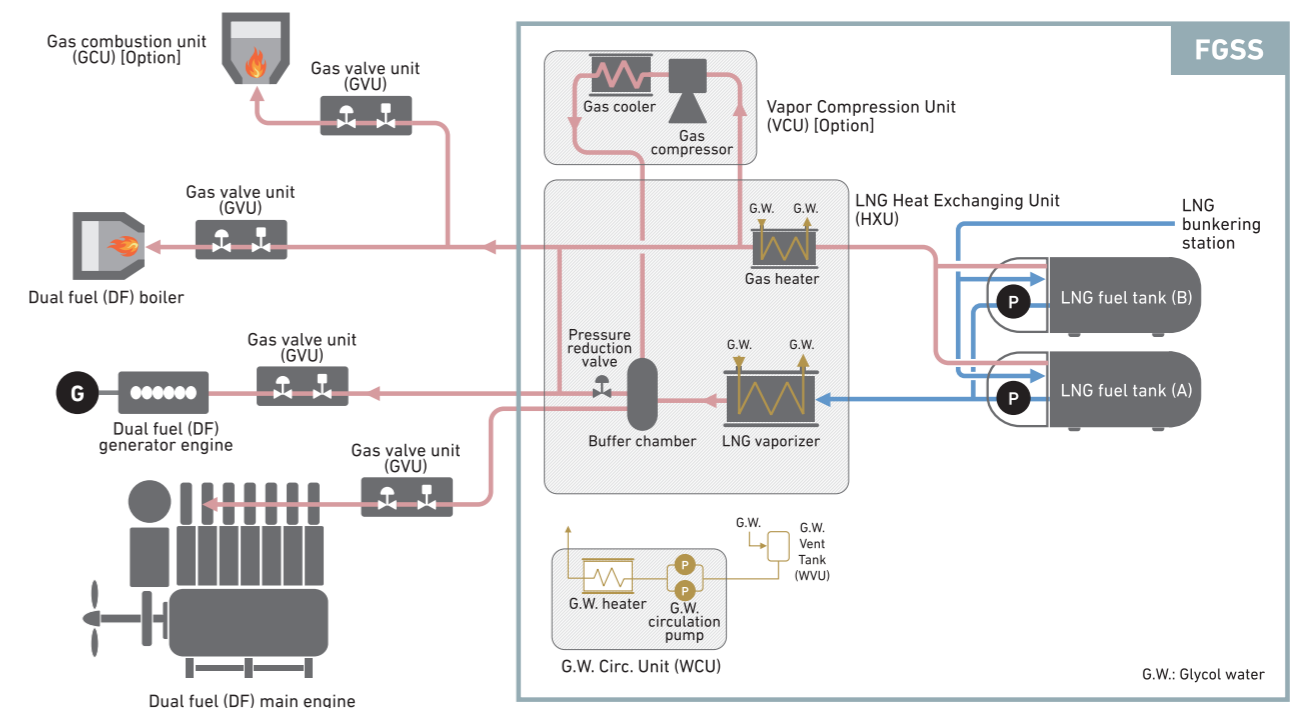 FGSS
Gas combustion unit
(GCU) [Option]
Gas valve unit
(GVU)
Gas cooler
Gas
compressor
Vapor Compression Unit
(VCU) [Option]
Gas valve unit
(GVU)
Dual fuel (DF) boiler
G.W.
G.W.
Gas heater
LNG Heat Exchanging Unit
(HXU)
LNG
bunkering
station
P
LNG fuel tank (B)
Gas valve unit
(GVU)
G
Dual fuel (DF)
generator engine
Pressure
reduction
valve
Buffer chamber
G.W.
G.W.
LNG vaporizer
P
LNG fuel tank (A)
Gas valve unit
(GVU)
Dual fuel (DF) main engine
G.W.
G.W.
Vent
Tank
(WVU)
P
P
G.W. heater
G.W.
circulation
pump
G.W. Circ. Unit (WCU)
G.W.: Glycol water